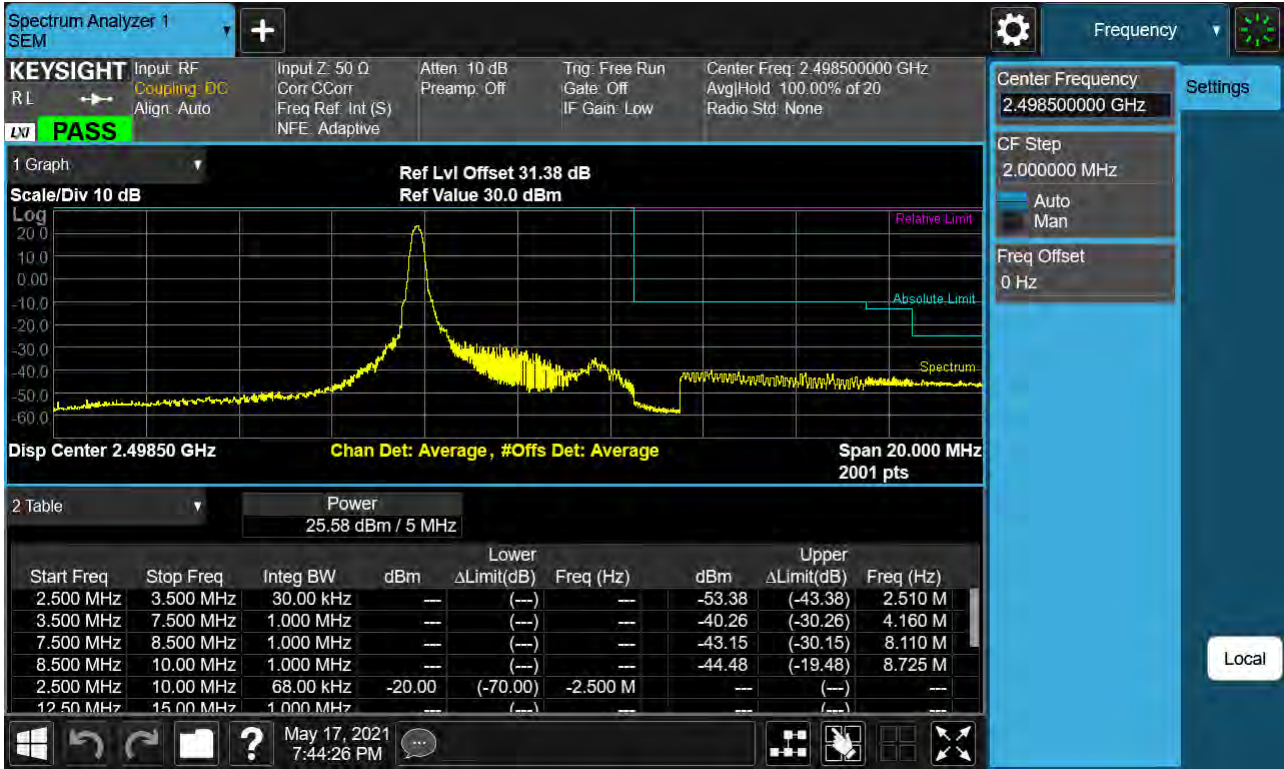 Spectrum Analyzer 1
SEM
Frequency
KEYSIGHT
RL
LXI
PASS
Input: RF
Coupling: DC
Align: Auto
Input Z: 50 Ω
Corr CCorr
Freq Ref: Int (S)
NFE: Adaptive
Atten: 10 dB
Preamp: Off
Trig: Free Run
Gate: Off
IF Gain: Low
Center Freq: 2.498500000 GHz
Avg|Hold: 100.00% of 20
Radio Std: None
Center Frequency
2.498500000 GHz
Settings
CF Step
2.000000 MHz
Auto
Man
Freq Offset
0 Hz
Local
1 Graph
Scale/Div 10 dB
Ref Lvl Offset 31.38 dB
Ref Value 30.0 dBm
Log
20.0
10.0
0.00
-10.0
-20.0
-30.0
-40.0
-50.0
-60.0
Relative Limit
Absolute Limit
Spectrum
Disp Center 2.49850 GHz
Chan Det: Average, #Offs Det: Average
Span 20.000 MHz
2001 pts
2 Table
Power
25.58 dBm / 5 MHz
Lower Upper
Start Freq Stop Freq Integ BW dBm ΔLimit(dB) Freq (Hz) dBm ΔLimit(dB) Freq (Hz)
2.500 MHz 3.500 MHz 30.00 kHz --- (---) --- -53.38 (-43.38) 2.510 M
3.500 MHz 7.500 MHz 1.000 MHz --- (---) --- -40.26 (-30.26) 4.160 M
7.500 MHz 8.500 MHz 1.000 MHz --- (---) --- -43.15 (-30.15) 8.110 M
8.500 MHz 10.00 MHz 1.000 MHz --- (---) --- -44.48 (-19.48) 8.725 M
2.500 MHz 10.00 MHz 68.00 kHz -20.00 (-70.00) -2.500 M --- (---) ---
12.50 MHz 15.00 MHz 1.000 MHz --- (---) --- --- (---) ---
May 17, 2021
7:44:26 PM